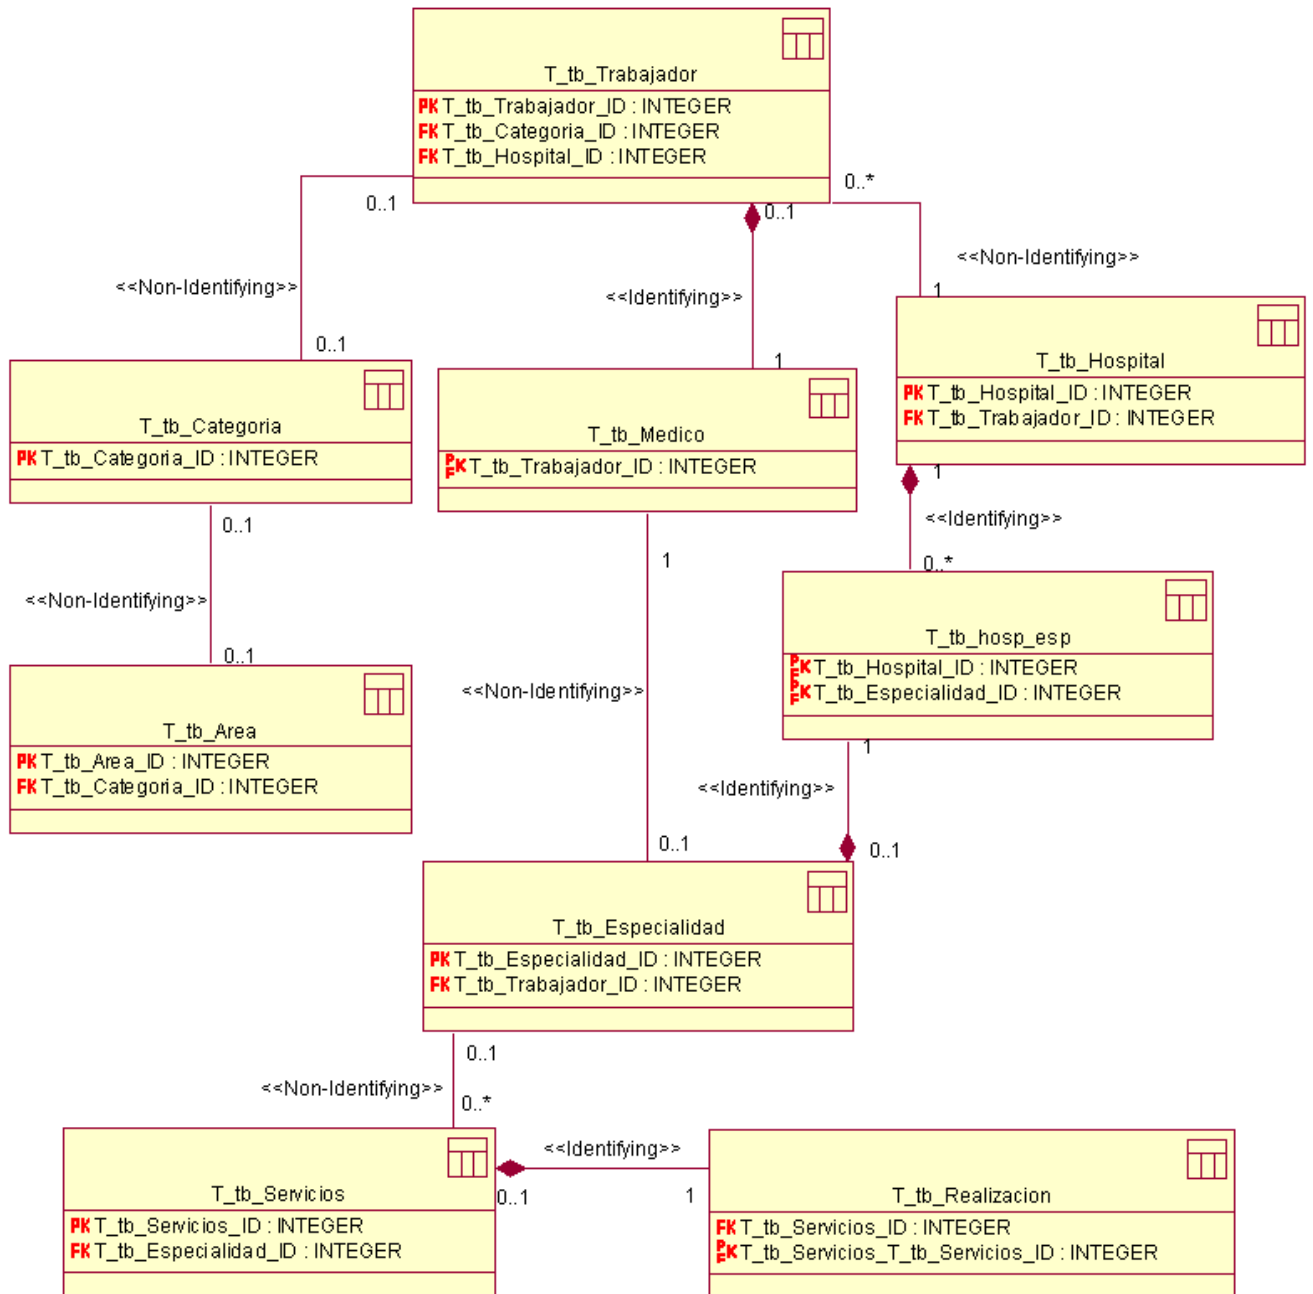 T_tb_Trabajador
PK T_tb_Trabajador_ID : INTEGER
FK T_tb_Categoria_ID : INTEGER
FK T_tb_Hospital_ID : INTEGER
0..1
0..1
0..*
<<Non-Identifying>>
<<Identifying>>
<<Non-Identifying>>
0..1
1
1
T_tb_Categoria
PK T_tb_Categoria_ID : INTEGER
T_tb_Medico
PFK T_tb_Trabajador_ID : INTEGER
T_tb_Hospital
PK T_tb_Hospital_ID : INTEGER
FK T_tb_Trabajador_ID : INTEGER
1
<<Identifying>>
0..*
0..1
<<Non-Identifying>>
0..1
1
<<Non-Identifying>>
0..1
T_tb_hosp_esp
PFK T_tb_Hospital_ID : INTEGER
PFK T_tb_Especialidad_ID : INTEGER
T_tb_Area
PK T_tb_Area_ID : INTEGER
FK T_tb_Categoria_ID : INTEGER
1
<<Identifying>>
0..1
T_tb_Especialidad
PK T_tb_Especialidad_ID : INTEGER
FK T_tb_Trabajador_ID : INTEGER
0..1
<<Non-Identifying>>
0..*
T_tb_Servicios
PK T_tb_Servicios_ID : INTEGER
FK T_tb_Especialidad_ID : INTEGER
<<Identifying>>
0..1
1
T_tb_Realizacion
FK T_tb_Servicios_ID : INTEGER
PFK T_tb_Servicios_T_tb_Servicios_ID : INTEGER